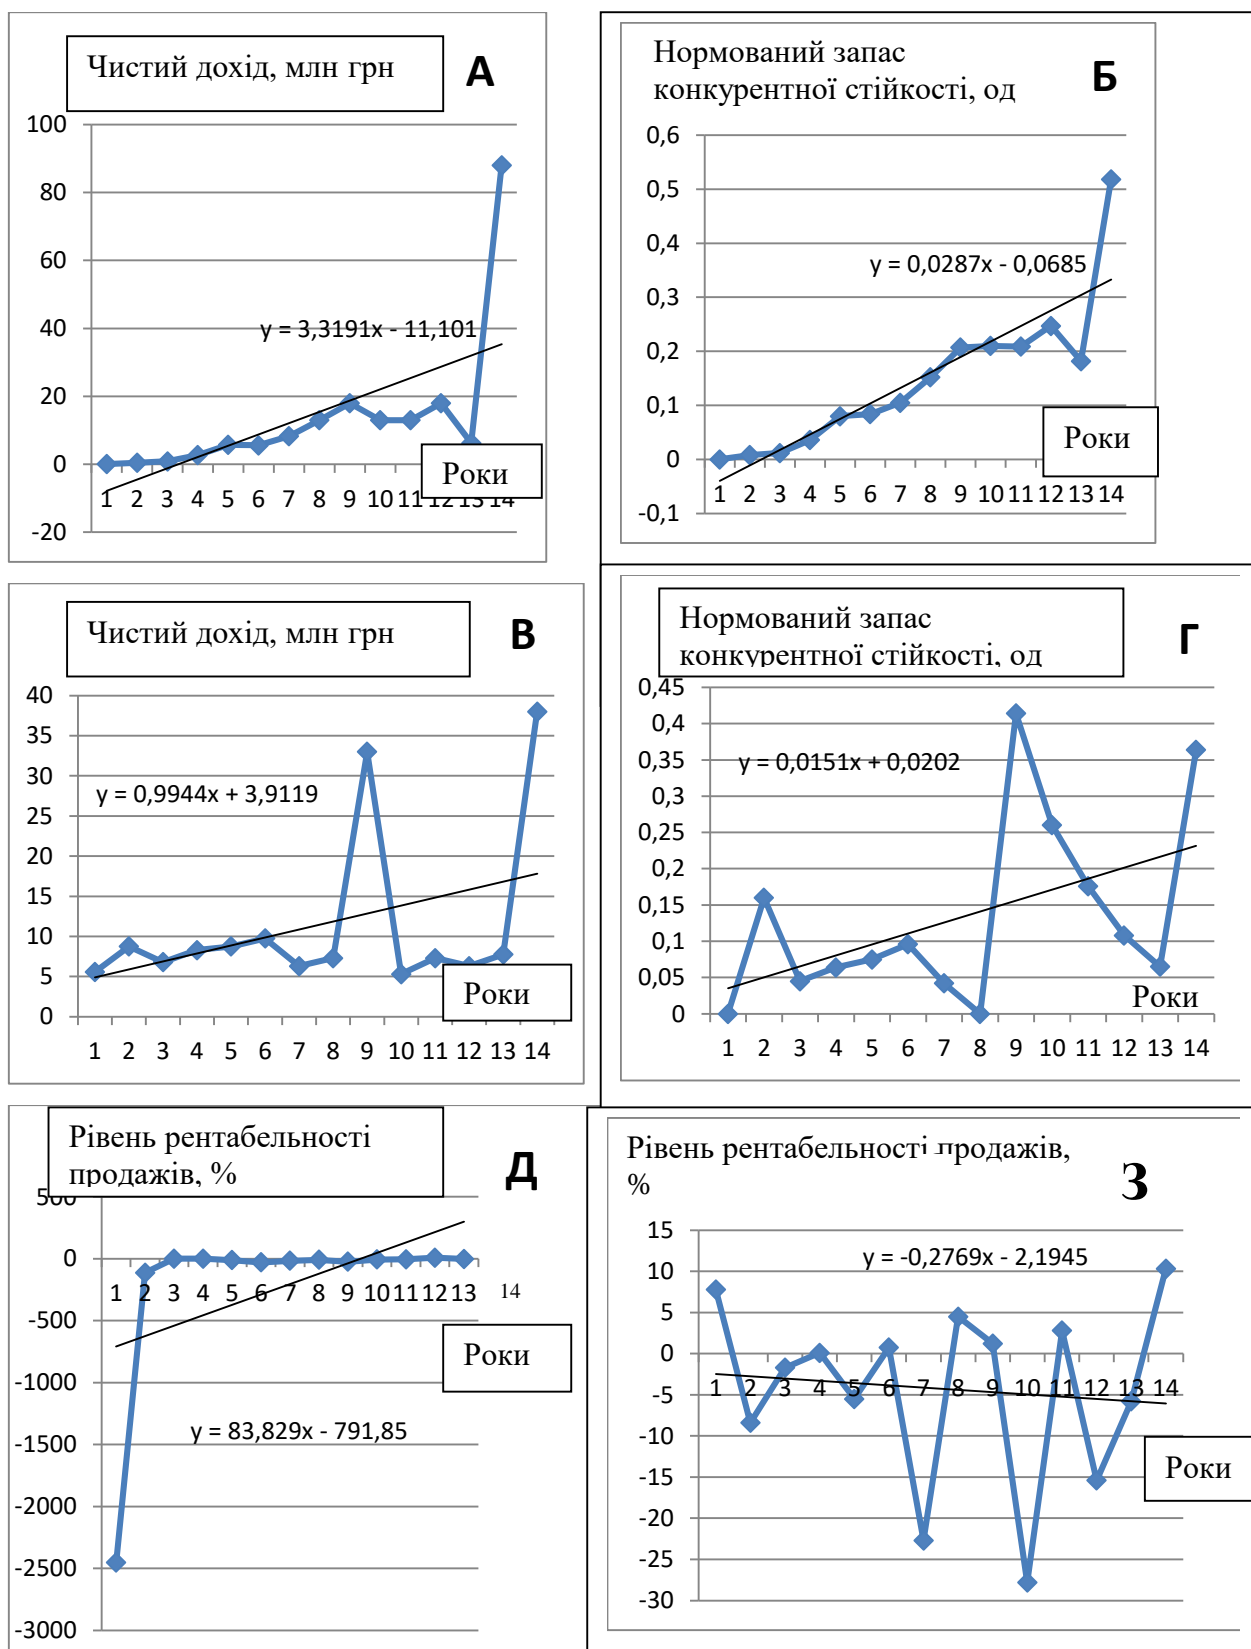 Чистий дохід, млн грн
А
100
80
60
40
20
0
-20
y = 3,3191x - 11,101
Роки
1 2 3 4 5 6 7 8 9 10 11 12 13 14
Нормований запас
конкурентної стійкості, од
Б
0,6
0,5
0,4
0,3
0,2
0,1
0
-0,1
y = 0,0287x - 0,0685
Роки
1 2 3 4 5 6 7 8 9 10 11 12 13 14
Чистий дохід, млн грн
В
40
35
30
25
20
15
10
5
0
y = 0,9944x + 3,9119
Роки
1 2 3 4 5 6 7 8 9 10 11 12 13 14
Нормований запас
конкурентної стійкості, од
Г
0,45
0,4
0,35
0,3
0,25
0,2
0,15
0,1
0,05
0
y = 0,0151x + 0,0202
Роки
1 2 3 4 5 6 7 8 9 10 11 12 13 14
Рівень рентабельності
продажів, %
Д
500
0
-500
-1000
-1500
-2000
-2500
-3000
1 2 3 4 5 6 7 8 9 10 11 12 13 14
Роки
y = 83,829x - 791,85
Рівень рентабельності продажів,
%
З
15
10
5
0
-5
-10
-15
-20
-25
-30
y = -0,2769x - 2,1945
1 2 3 4 5 6 7 8 9 10 11 12 13 14
Роки